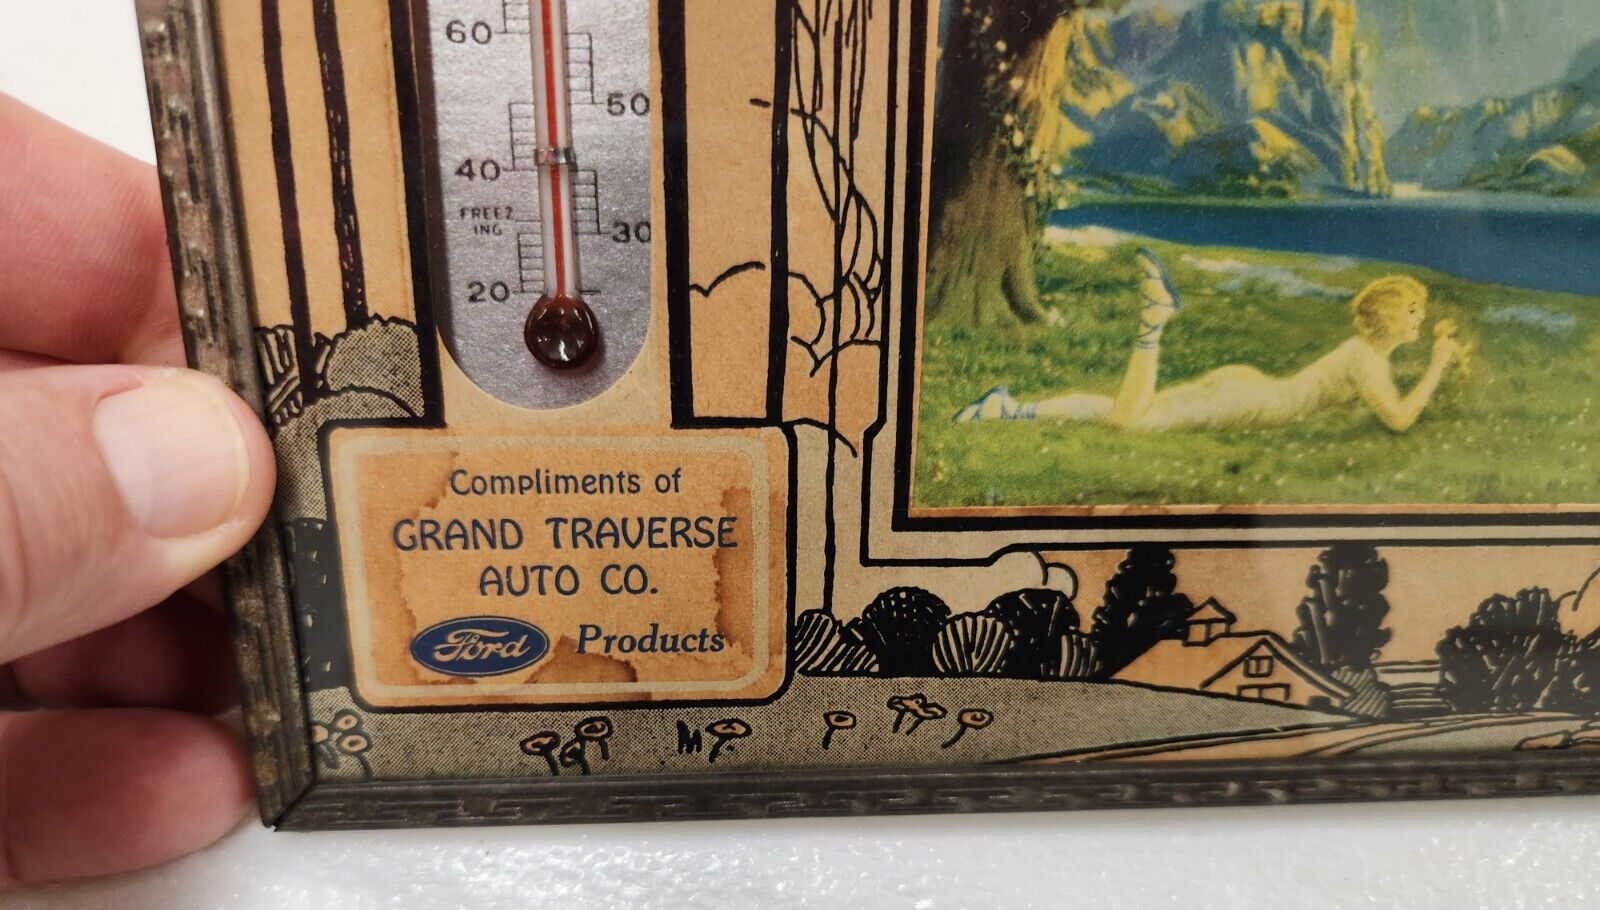 60
50
40
FREEZ
ING
30
20
Compliments of
GRAND TRAVERSE
AUTO CO.
Ford Products
M